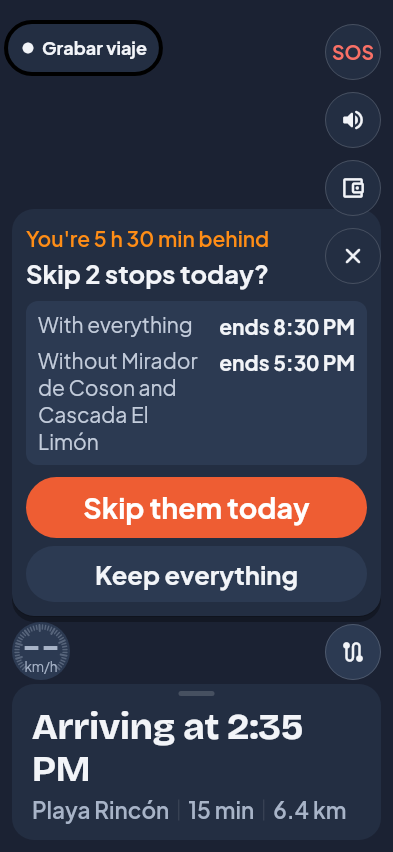 Grabar viaje
SOS
You're 5 h 30 min behind
Skip 2 stops today?
With everything ends 8:30 PM
Without Mirador ends 5:30 PM
de Coson and
Cascada El
Limón
Skip them today
Keep everything
-- 
km/h
Arriving at 2:35
PM
Playa Rincón | 15 min | 6.4 km